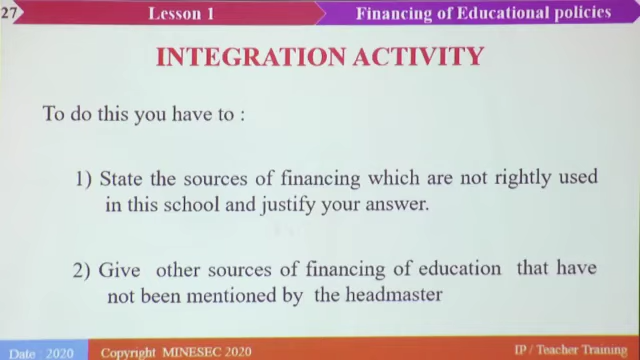 27 Lesson 1 Financing of Educational policies
INTEGRATION ACTIVITY
To do this you have to :
1) State the sources of financing which are not rightly used
in this school and justify your answer.
2) Give other sources of financing of education that have
not been mentioned by the headmaster
Date : 2020 Copyright MINESEC 2020 IP / Teacher Training